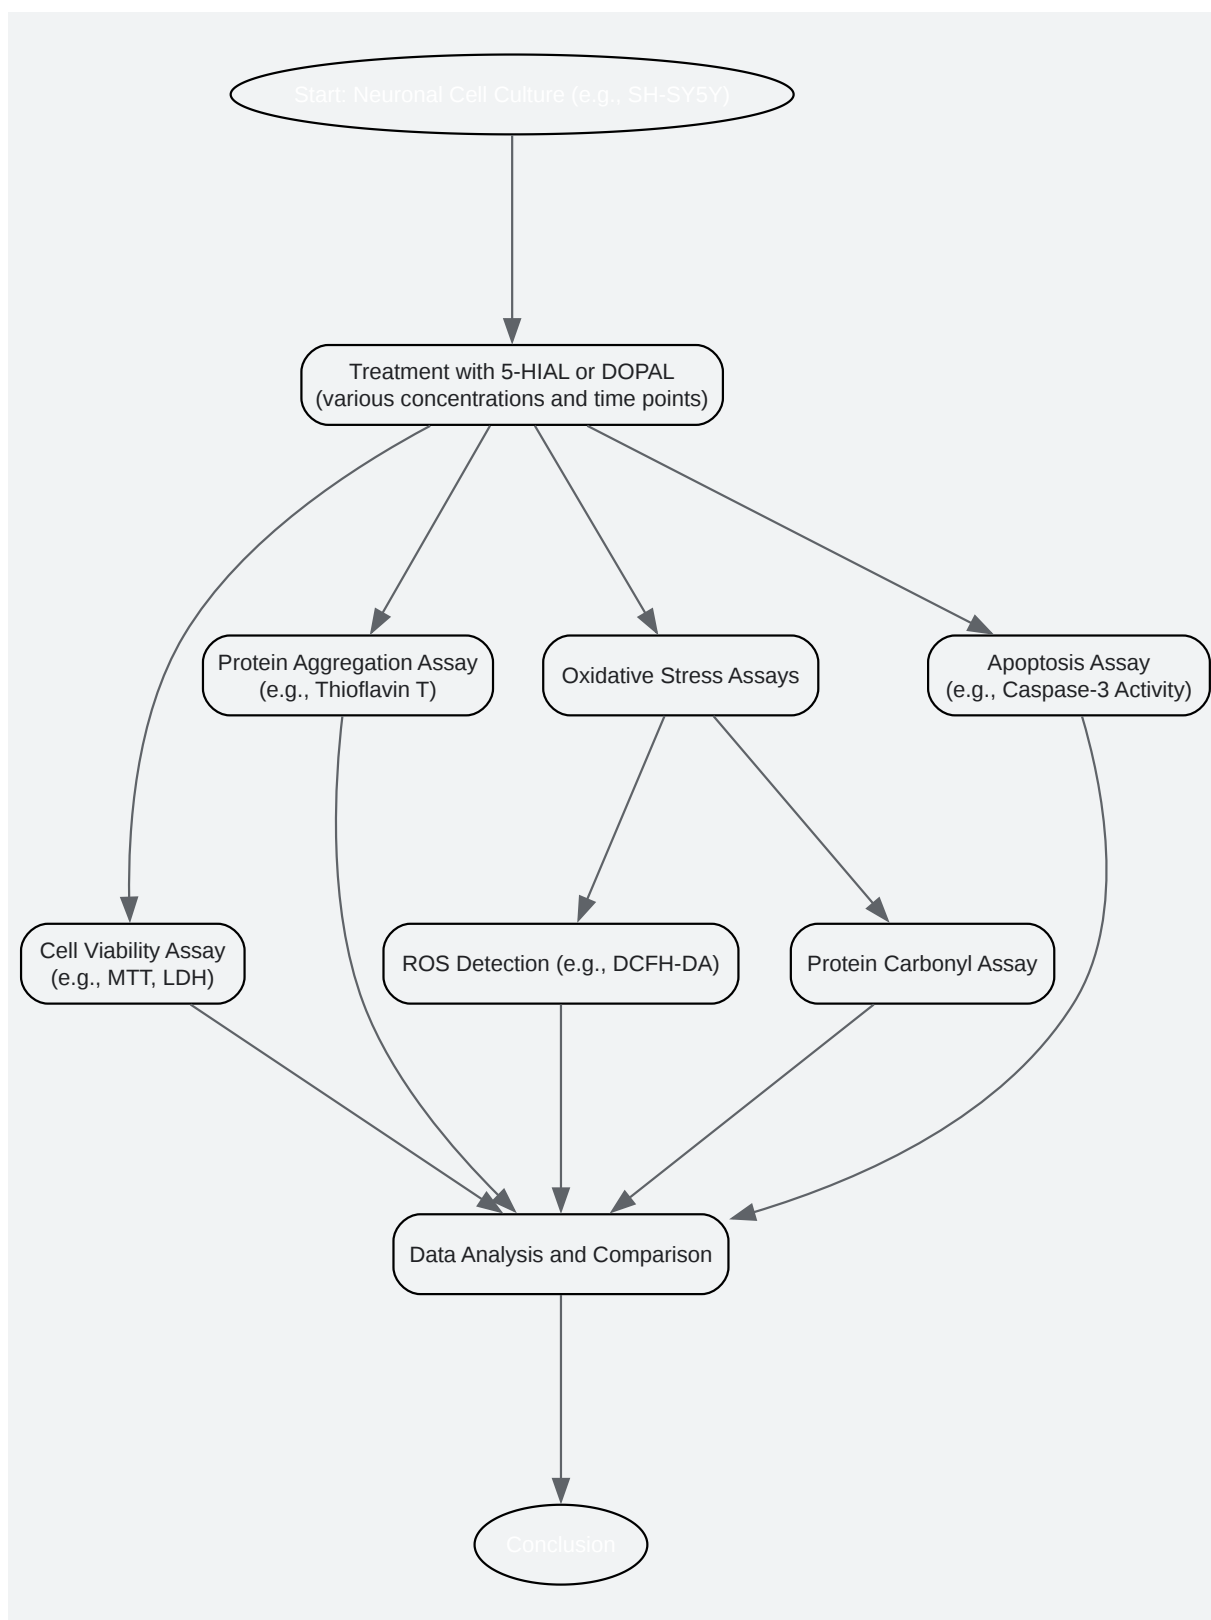 Start: Neuronal Cell Culture (e.g., SH-SY5Y)
Treatment with 5-HIAL or DOPAL
(various concentrations and time points)
Protein Aggregation Assay
(e.g., Thioflavin T)
Oxidative Stress Assays
Apoptosis Assay
(e.g., Caspase-3 Activity)
Cell Viability Assay
(e.g., MTT, LDH)
ROS Detection (e.g., DCFH-DA)
Protein Carbonyl Assay
Data Analysis and Comparison
Conclusion